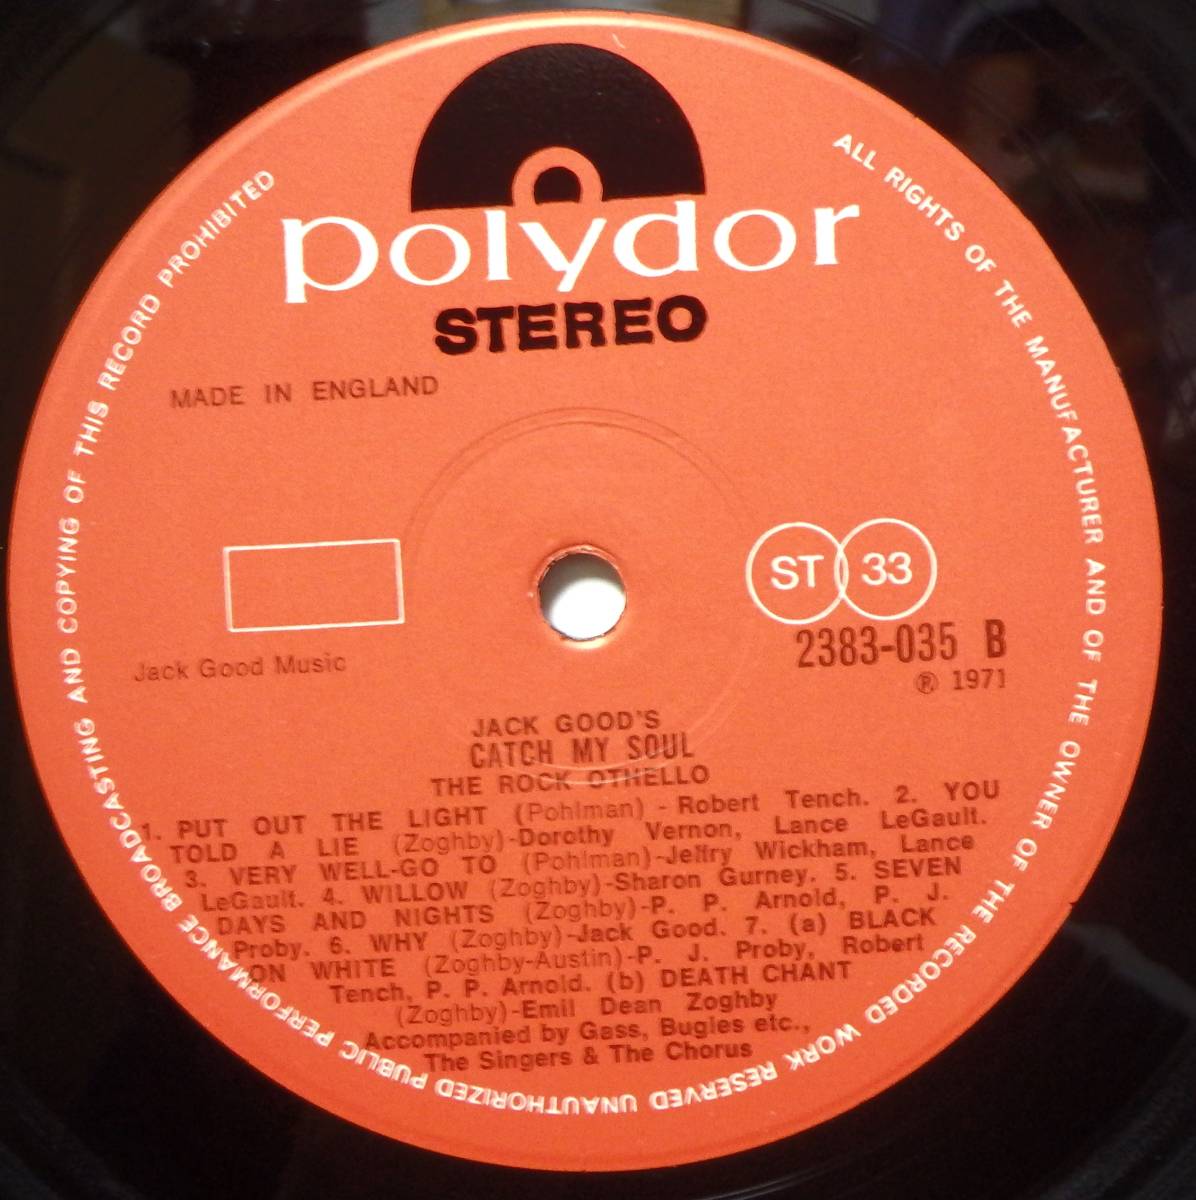 polydor
STEREO
MADE IN ENGLAND
ST 33
2383-035 B
℗ 1971
Jack Good Music
JACK GOOD'S
CATCH MY SOUL
THE ROCK OTHELLO
1. PUT OUT THE LIGHT (Pohlman) - Robert Tench. 2. YOU
TOLD A LIE (Zoghby)-Dorothy Vernon, Lance LeGault.
3. VERY WELL-GO TO (Pohlman)-Jeffry Wickham, Lance
LeGault. 4. WILLOW (Zoghby)-Sharon Gurney. 5. SEVEN
DAYS AND NIGHTS (Zoghby)-P. P. Arnold, P. J.
Proby. 6. WHY (Zoghby)-Jack Good. 7. (a) BLACK
ON WHITE (Zoghby-Austin)-P. J. Proby, Robert
Tench, P. P. Arnold. (b) DEATH CHANT
(Zoghby)-Emil Dean Zoghby
Accompanied by Gass, Bugles etc.,
The Singers & The Chorus
ALL RIGHTS OF THE MANUFACTURER AND OF THE OWNER OF THE RECORDED WORK RESERVED UNAUTHORIZED PUBLIC PERFORMANCE BROADCASTING AND COPYING OF THIS RECORD PROHIBITED